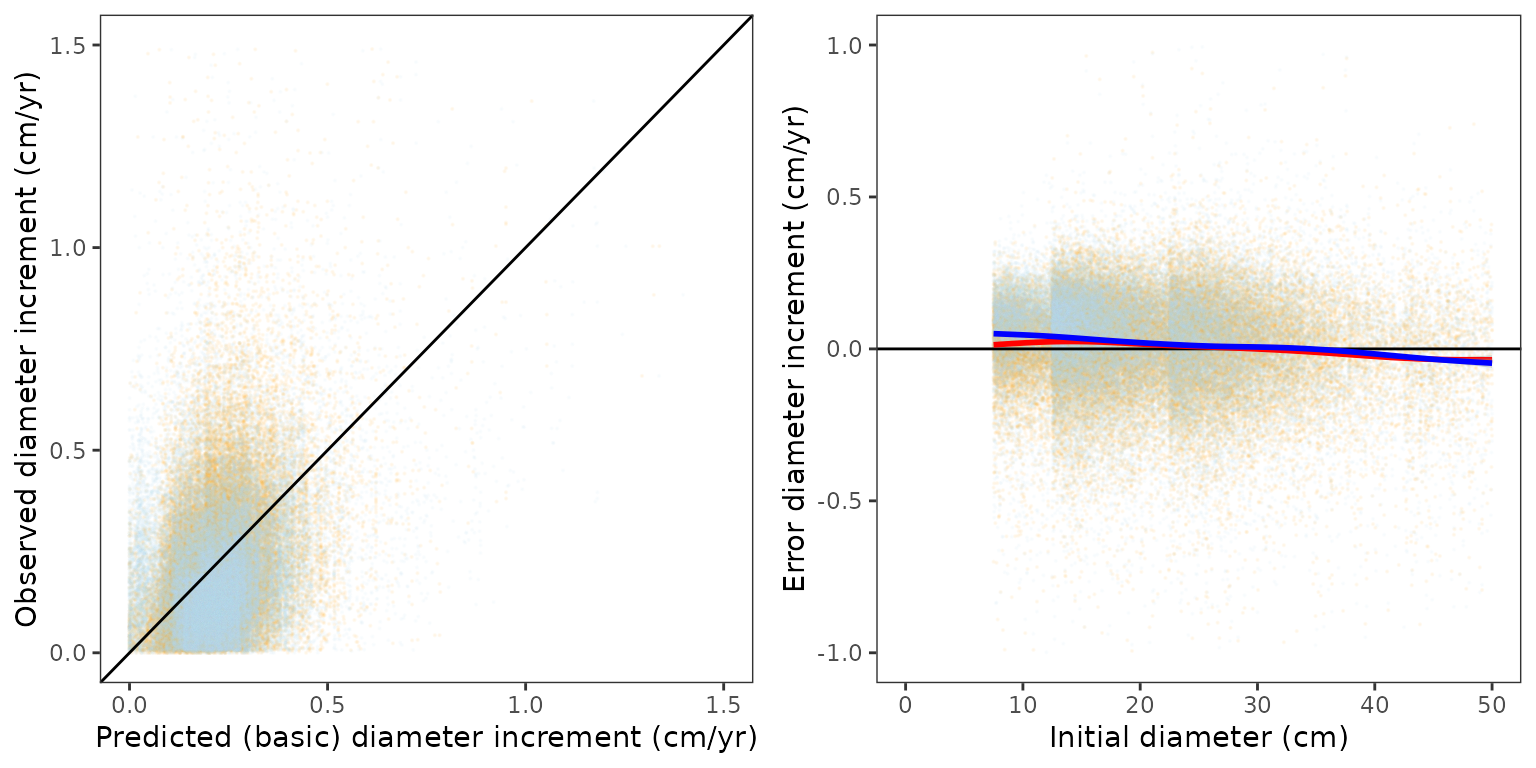 Observed diameter increment (cm/yr)
1.5
1.0
0.5
0.0
0.0 0.5 1.0 1.5
Predicted (basic) diameter increment (cm/yr)
Error diameter increment (cm/yr)
1.0
0.5
0.0
-0.5
-1.0
0 10 20 30 40 50
Initial diameter (cm)